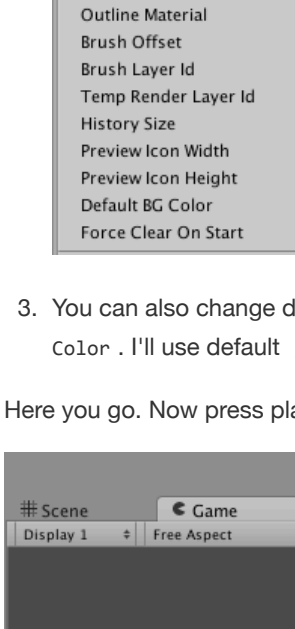 Outline Material
Brush Offset
Brush Layer Id
Temp Render Layer Id
History Size
Preview Icon Width
Preview Icon Height
Default BG Color
Force Clear On Start
3. You can also change d
Color . I'll use default
Here you go. Now press pla
Scene Game
Display 1 Free Aspect